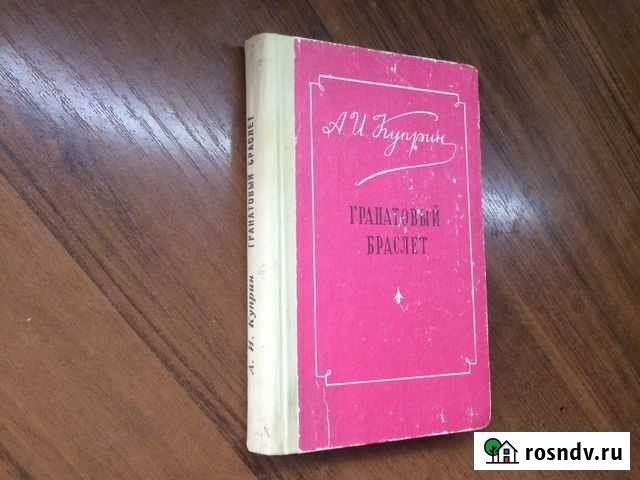 А. И. Куприн
ГРАНАТОВЫЙ
БРАСЛЕТ
А. И. Куприн ГРАНАТОВЫЙ БРАСЛЕТ
rosndv.ru